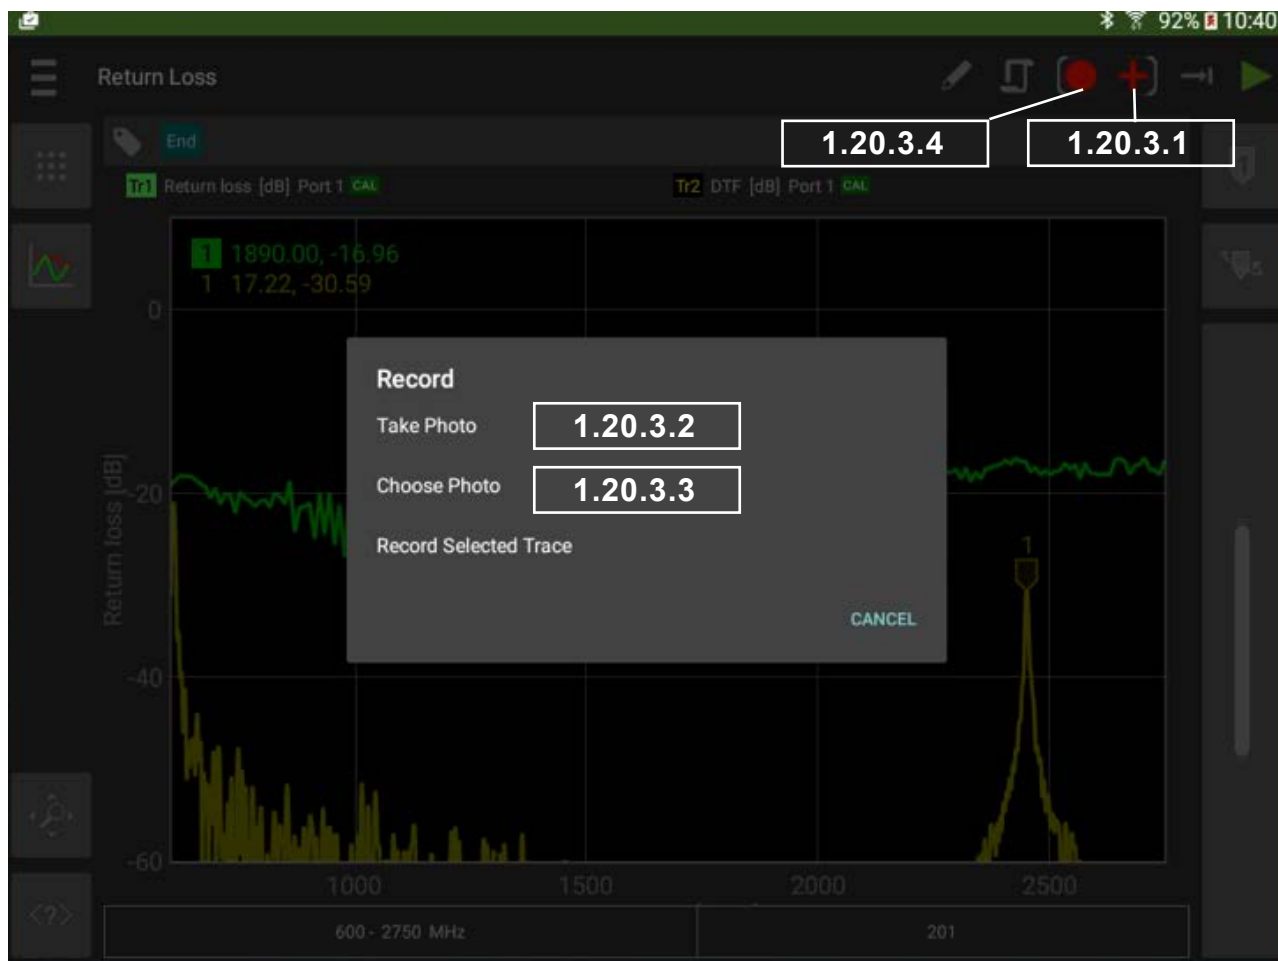 92% 10:40
Return Loss
1.20.3.4
1.20.3.1
End
Tr1 Return loss [dB] Port 1 CAL
Tr2 DTF [dB] Port 1 CAL
1 1890.00, -16.96
1 17.22, -30.59
0
-20
-40
-60
Return loss [dB]
Record
Take Photo
1.20.3.2
Choose Photo
1.20.3.3
Record Selected Trace
CANCEL
1
1
5
1000 1500 2000 2500
<?>
600 - 2750 MHz
201